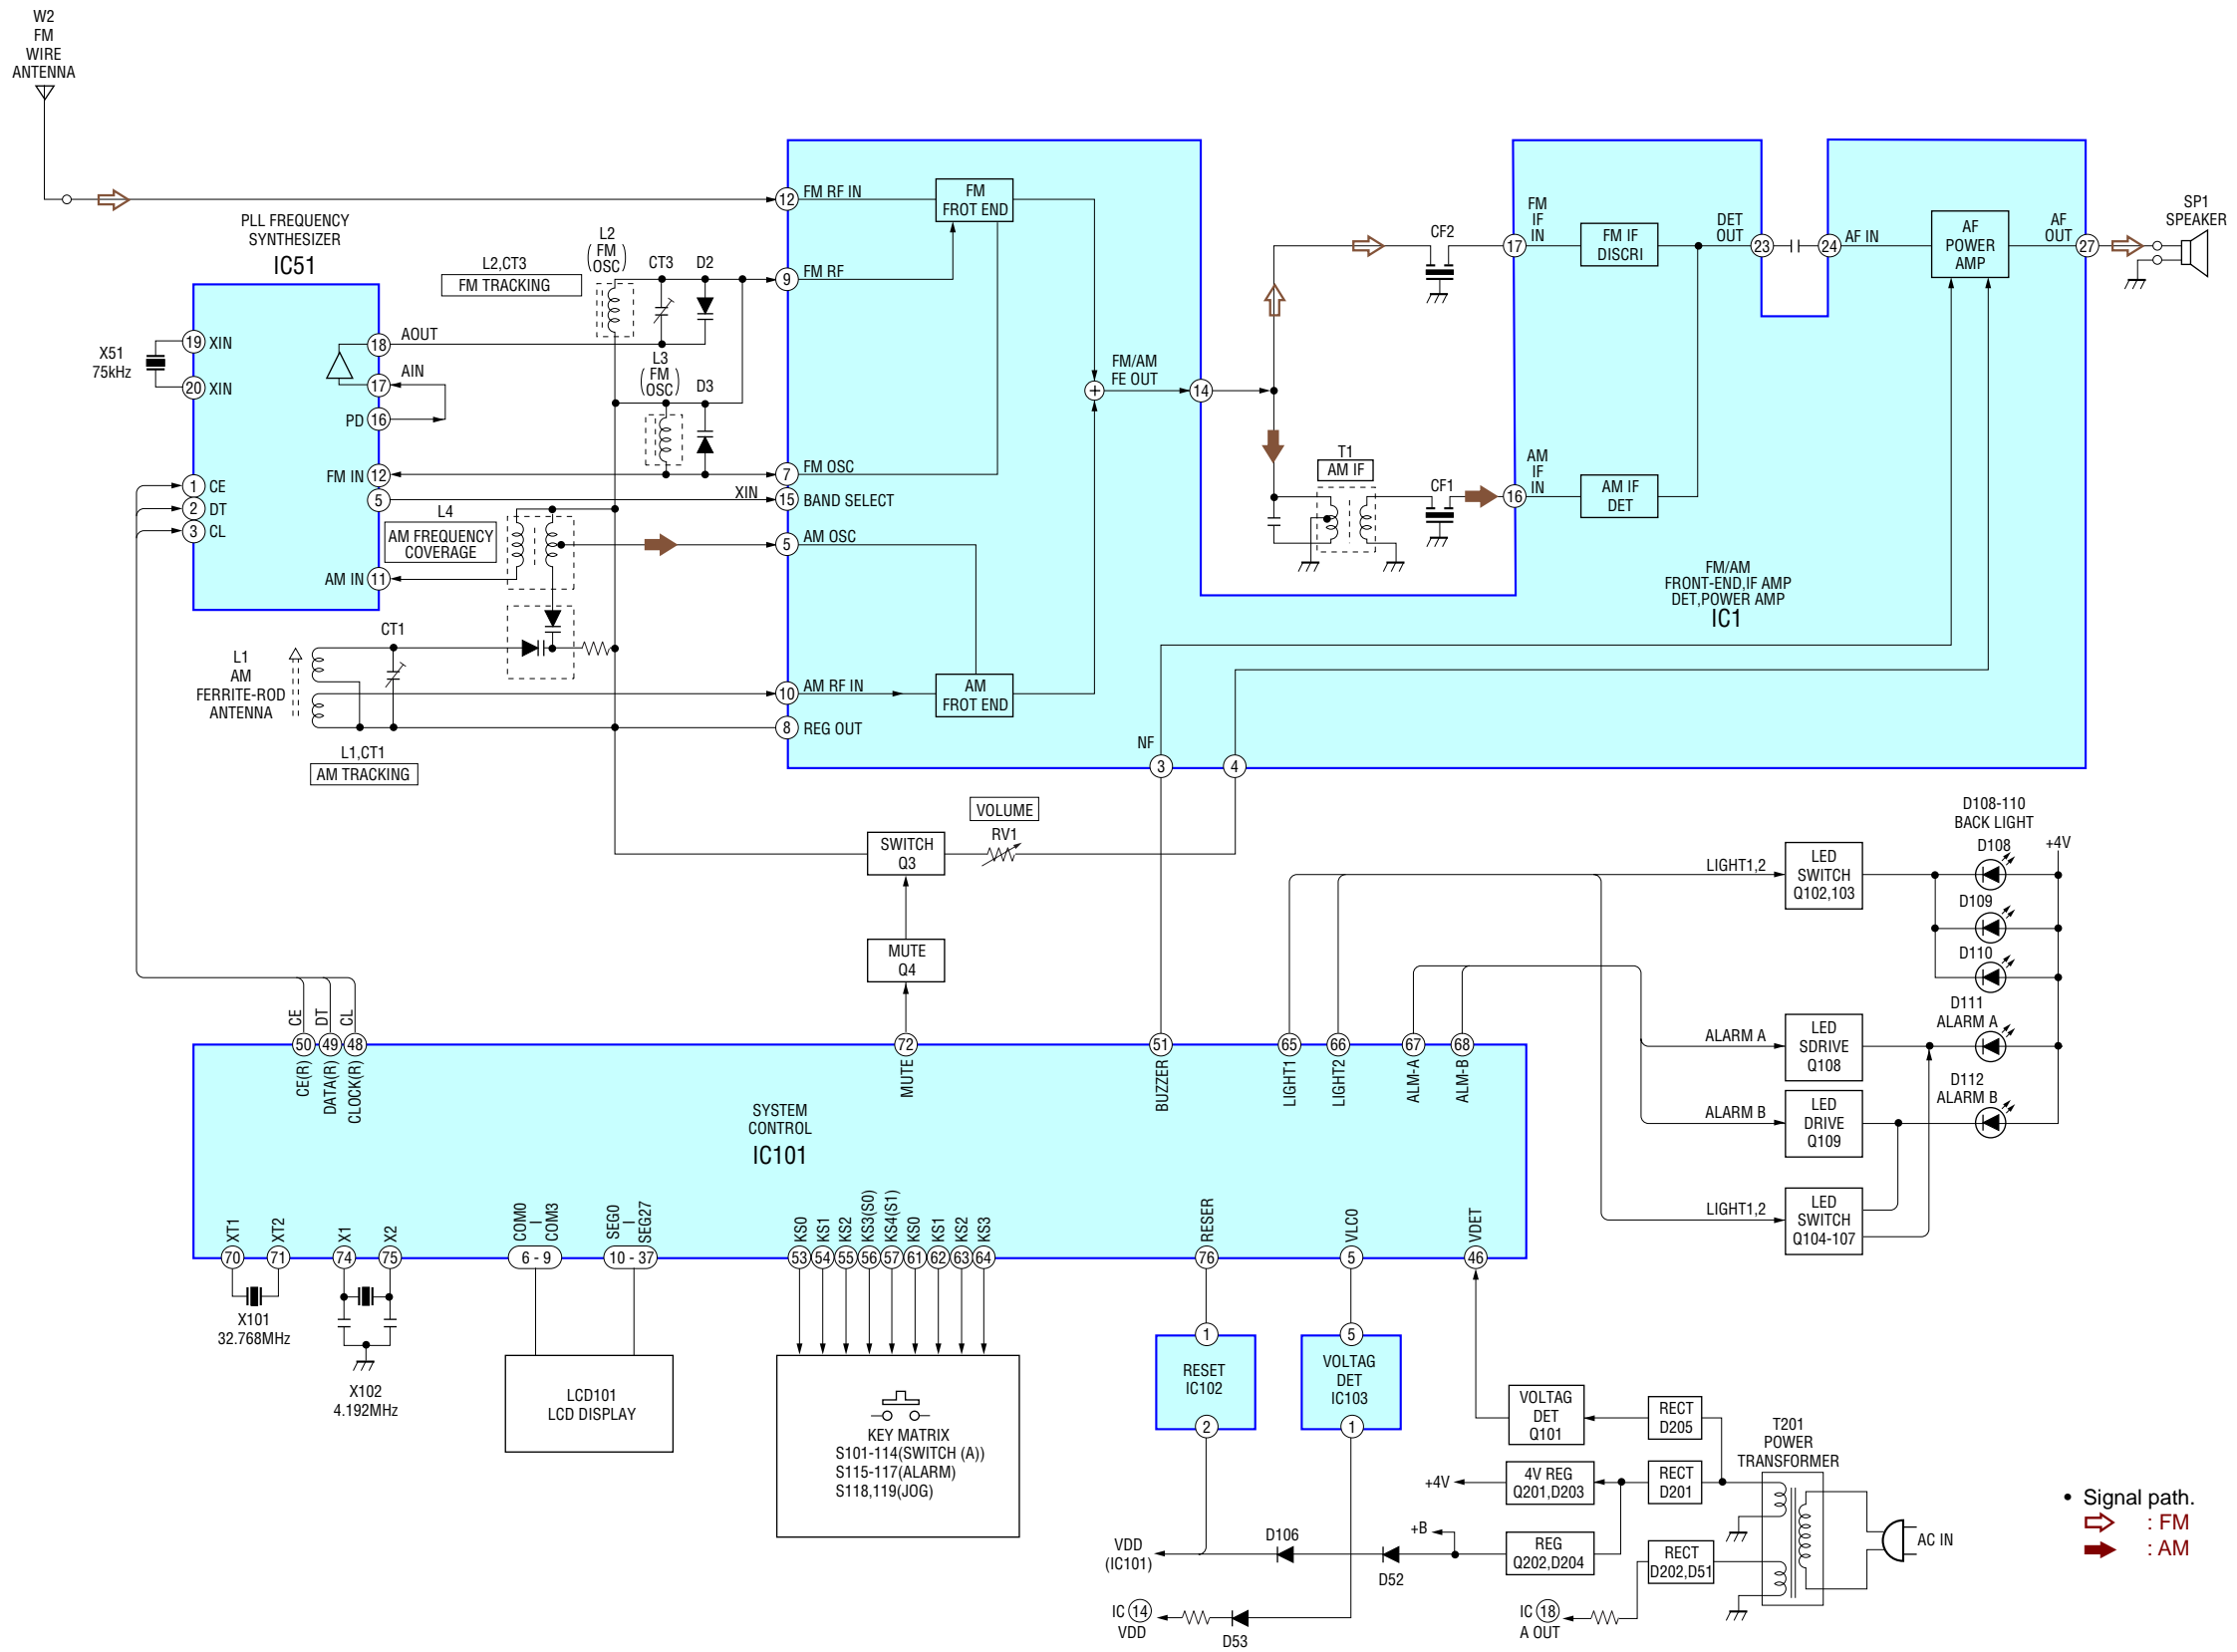 W2
FM
WIRE
ANTENNA
PLL FREQUENCY
SYNTHESIZER
IC51
X51
75kHz
19 XIN
20 XIN
1 CE
2 DT
3 CL
18 AOUT
17 AIN
PD 16
FM IN 12
5
AM IN 11
L2,CT3
FM TRACKING
L2
( FM )
OSC
CT3
D2
L3
( FM )
OSC
D3
XIN
L4
AM FREQUENCY
COVERAGE
CT1
L1
AM
FERRITE-ROD
ANTENNA
L1,CT1
AM TRACKING
12 FM RF IN
9 FM RF
7 FM OSC
15 BAND SELECT
5 AM OSC
10 AM RF IN
8 REG OUT
FM
FROT END
AM
FROT END
+
FM/AM
FE OUT
14
NF
3
4
CF2
T1
AM IF
CF1
17
FM
IF
IN
FM IF
DISCRI
DET
OUT
23
24 AF IN
AF
POWER
AMP
AF
OUT
27
SP1
SPEAKER
16
AM
IF
IN
AM IF
DET
FM/AM
FRONT-END,IF AMP
DET,POWER AMP
IC1
VOLUME
RV1
SWITCH
Q3
MUTE
Q4
D108-110
BACK LIGHT
D108
+4V
D109
D110
D111
ALARM A
D112
ALARM B
LIGHT1,2
LED
SWITCH
Q102,103
ALARM A
LED
SDRIVE
Q108
ALARM B
LED
DRIVE
Q109
LIGHT1,2
LED
SWITCH
Q104-107
CE
DT
CL
50 CE(R)
49 DATA(R)
48 CLOCK(R)
72 MUTE
51 BUZZER
65 LIGHT1
66 LIGHT2
67 ALM-A
68 ALM-B
SYSTEM
CONTROL
IC101
XT1 70
XT2 71
X1 74
X2 75
COM0
|
COM3
6 - 9
SEG0
|
SEG27
10 - 37
KS0 53
KS1 54
KS2 55
KS3(S0) 56
KS4(S1) 57
KS0 61
KS1 62
KS2 63
KS3 64
RESER 76
VLC0 5
VDET 46
X101
32.768MHz
X102
4.192MHz
LCD101
LCD DISPLAY
KEY MATRIX
S101-114(SWITCH (A))
S115-117(ALARM)
S118,119(JOG)
1
RESET
IC102
2
5
VOLTAG
DET
IC103
1
VOLTAG
DET
Q101
RECT
D205
T201
POWER
TRANSFORMER
+4V
4V REG
Q201,D203
RECT
D201
+B
REG
Q202,D204
RECT
D202,D51
AC IN
VDD
(IC101)
D106
D52
IC 14
VDD
D53
IC 18
A OUT
• Signal path.
: FM
: AM